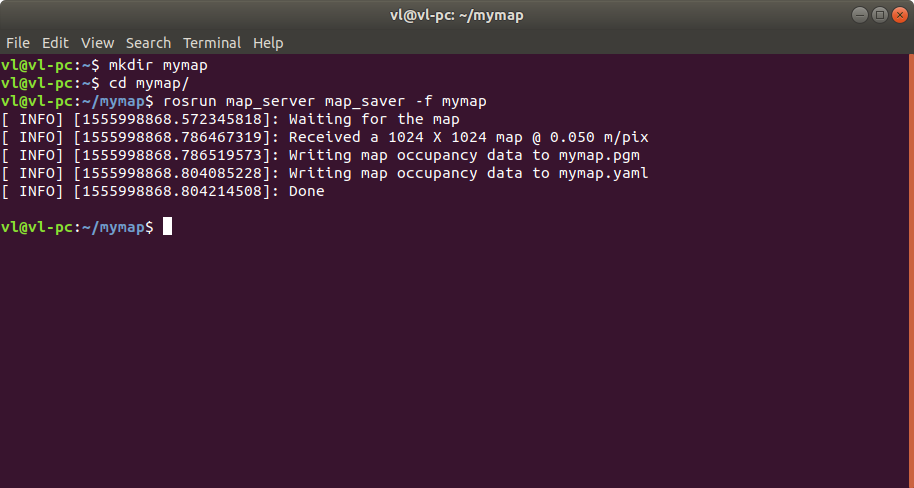 vl@vl-pc: ~/mymap
File Edit View Search Terminal Help
vl@vl-pc:~$ mkdir mymap
vl@vl-pc:~$ cd mymap/
vl@vl-pc:~/mymap$ rosrun map_server map_saver -f mymap
[ INFO] [1555998868.572345818]: Waiting for the map
[ INFO] [1555998868.786467319]: Received a 1024 X 1024 map @ 0.050 m/pix
[ INFO] [1555998868.786519573]: Writing map occupancy data to mymap.pgm
[ INFO] [1555998868.804085228]: Writing map occupancy data to mymap.yaml
[ INFO] [1555998868.804214508]: Done
vl@vl-pc:~/mymap$